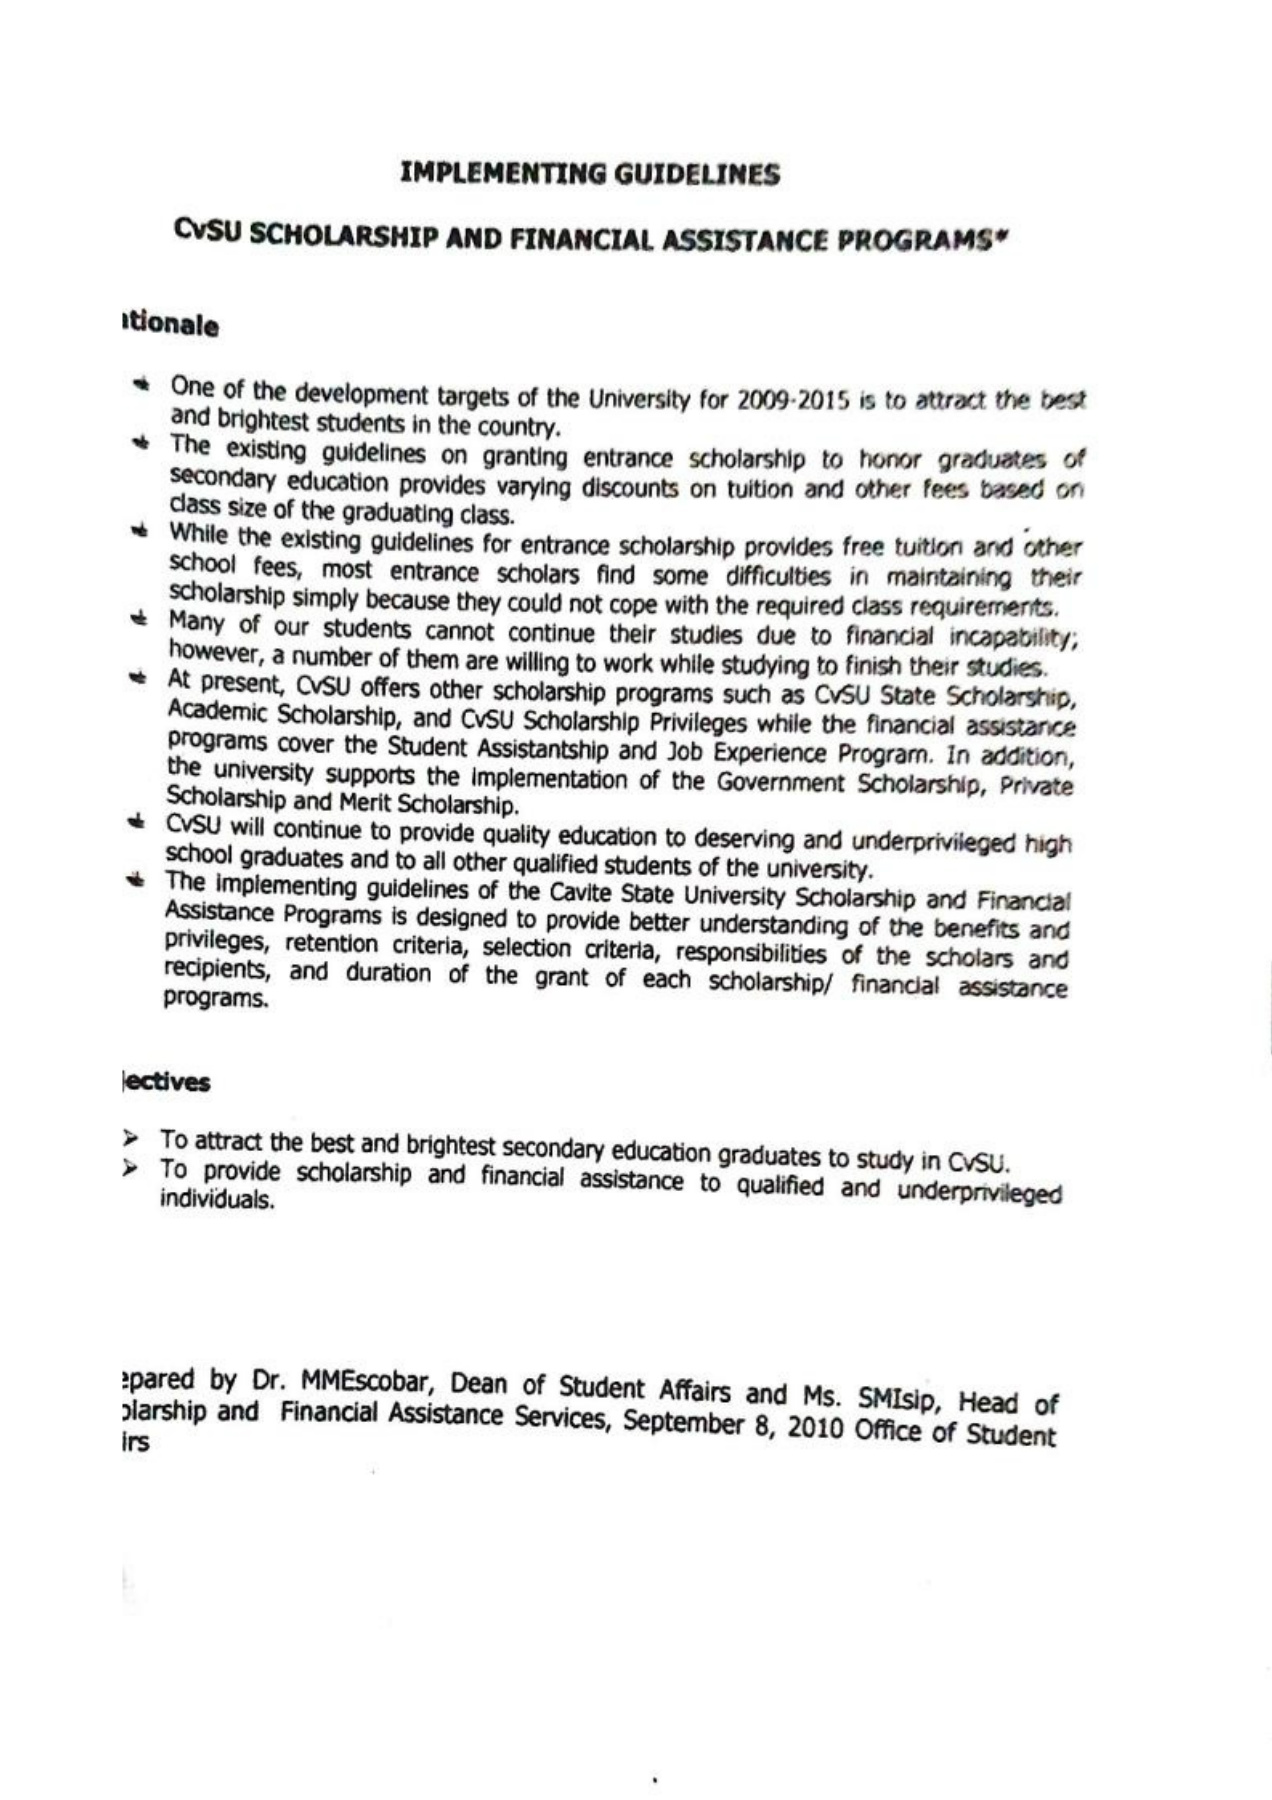 IMPLEMENTING GUIDELINES
CvSU SCHOLARSHIP AND FINANCIAL ASSISTANCE PROGRAMS*
ationale
One of the development targets of the University for 2009-2015 is to attract the best
and brightest students in the country.
The existing guidelines on granting entrance scholarship to honor graduates of
secondary education provides varying discounts on tuition and other fees based on
class size of the graduating class.
While the existing guidelines for entrance scholarship provides free tuition and other
school fees, most entrance scholars find some difficulties in maintaining their
scholarship simply because they could not cope with the required class requirements.
Many of our students cannot continue their studies due to financial incapability;
however, a number of them are willing to work while studying to finish their studies.
At present, CvSU offers other scholarship programs such as CvSU State Scholarship,
Academic Scholarship, and CvSU Scholarship Privileges while the financial assistance
programs cover the Student Assistantship and Job Experience Program. In addition,
the university supports the implementation of the Government Scholarship, Private
Scholarship and Merit Scholarship.
CvSU will continue to provide quality education to deserving and underprivileged high
school graduates and to all other qualified students of the university.
The implementing guidelines of the Cavite State University Scholarship and Financial
Assistance Programs is designed to provide better understanding of the benefits and
privileges, retention criteria, selection criteria, responsibilities of the scholars and
recipients, and duration of the grant of each scholarship/ financial assistance
programs.
jectives
➢ To attract the best and brightest secondary education graduates to study in CvSU.
➢ To provide scholarship and financial assistance to qualified and underprivileged
individuals.
epared by Dr. MMEscobar, Dean of Student Affairs and Ms. SMIsip, Head of
olarship and Financial Assistance Services, September 8, 2010 Office of Student
irs